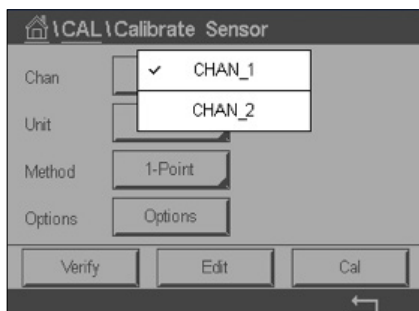 \CAL\Calibrate Sensor
Chan
✓ CHAN_1
CHAN_2
Unit
Method 1-Point
Options Options
Verify Edit Cal